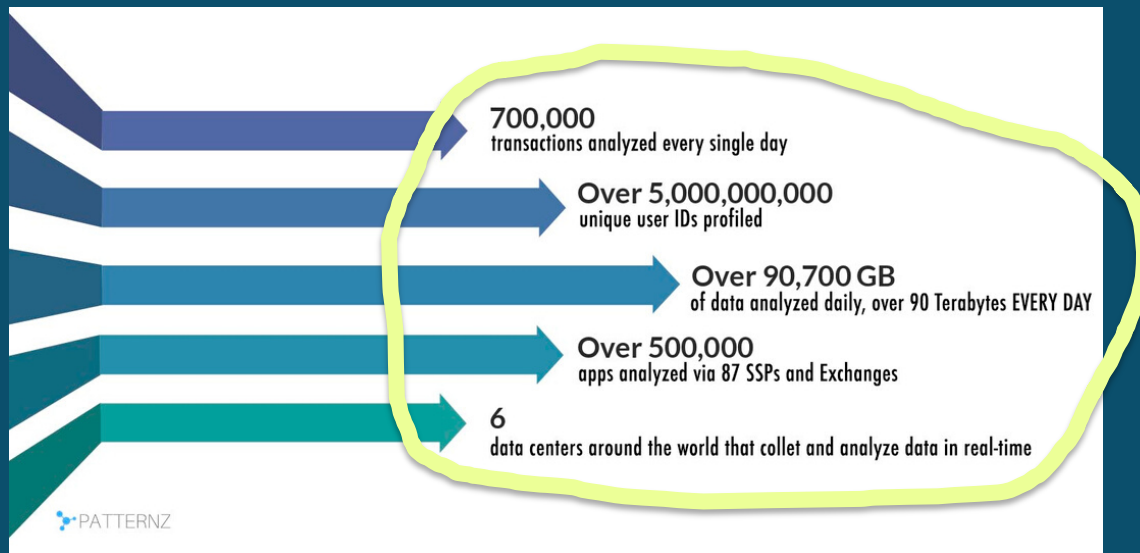 700,000
transactions analyzed every single day
Over 5,000,000,000
unique user IDs profiled
Over 90,700 GB
of data analyzed daily, over 90 Terabytes EVERY DAY
Over 500,000
apps analyzed via 87 SSPs and Exchanges
6
data centers around the world that collet and analyze data in real-time
PATTERNZ